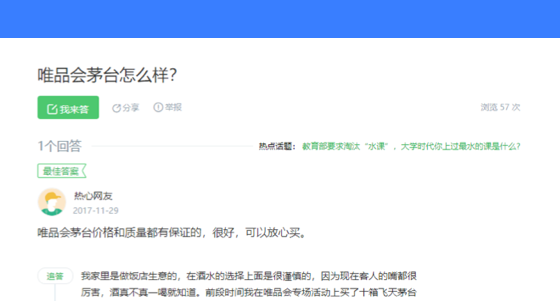 唯品会茅台怎么样?
我来答 分享 举报 浏览 57 次
1个回答 热点话题: 教育部要求淘汰“水课”，大学时代你上过最水的课是什么?
最佳答案
热心网友
2017-11-29
唯品会茅台价格和质量都有保证的，很好，可以放心买。
追答 我家里是做饭店生意的，在酒水的选择上面是很谨慎的，因为现在客人的嘴都很
厉害，酒真不真一喝就知道。前段时间我在唯品会专场活动上买了十箱飞天茅台